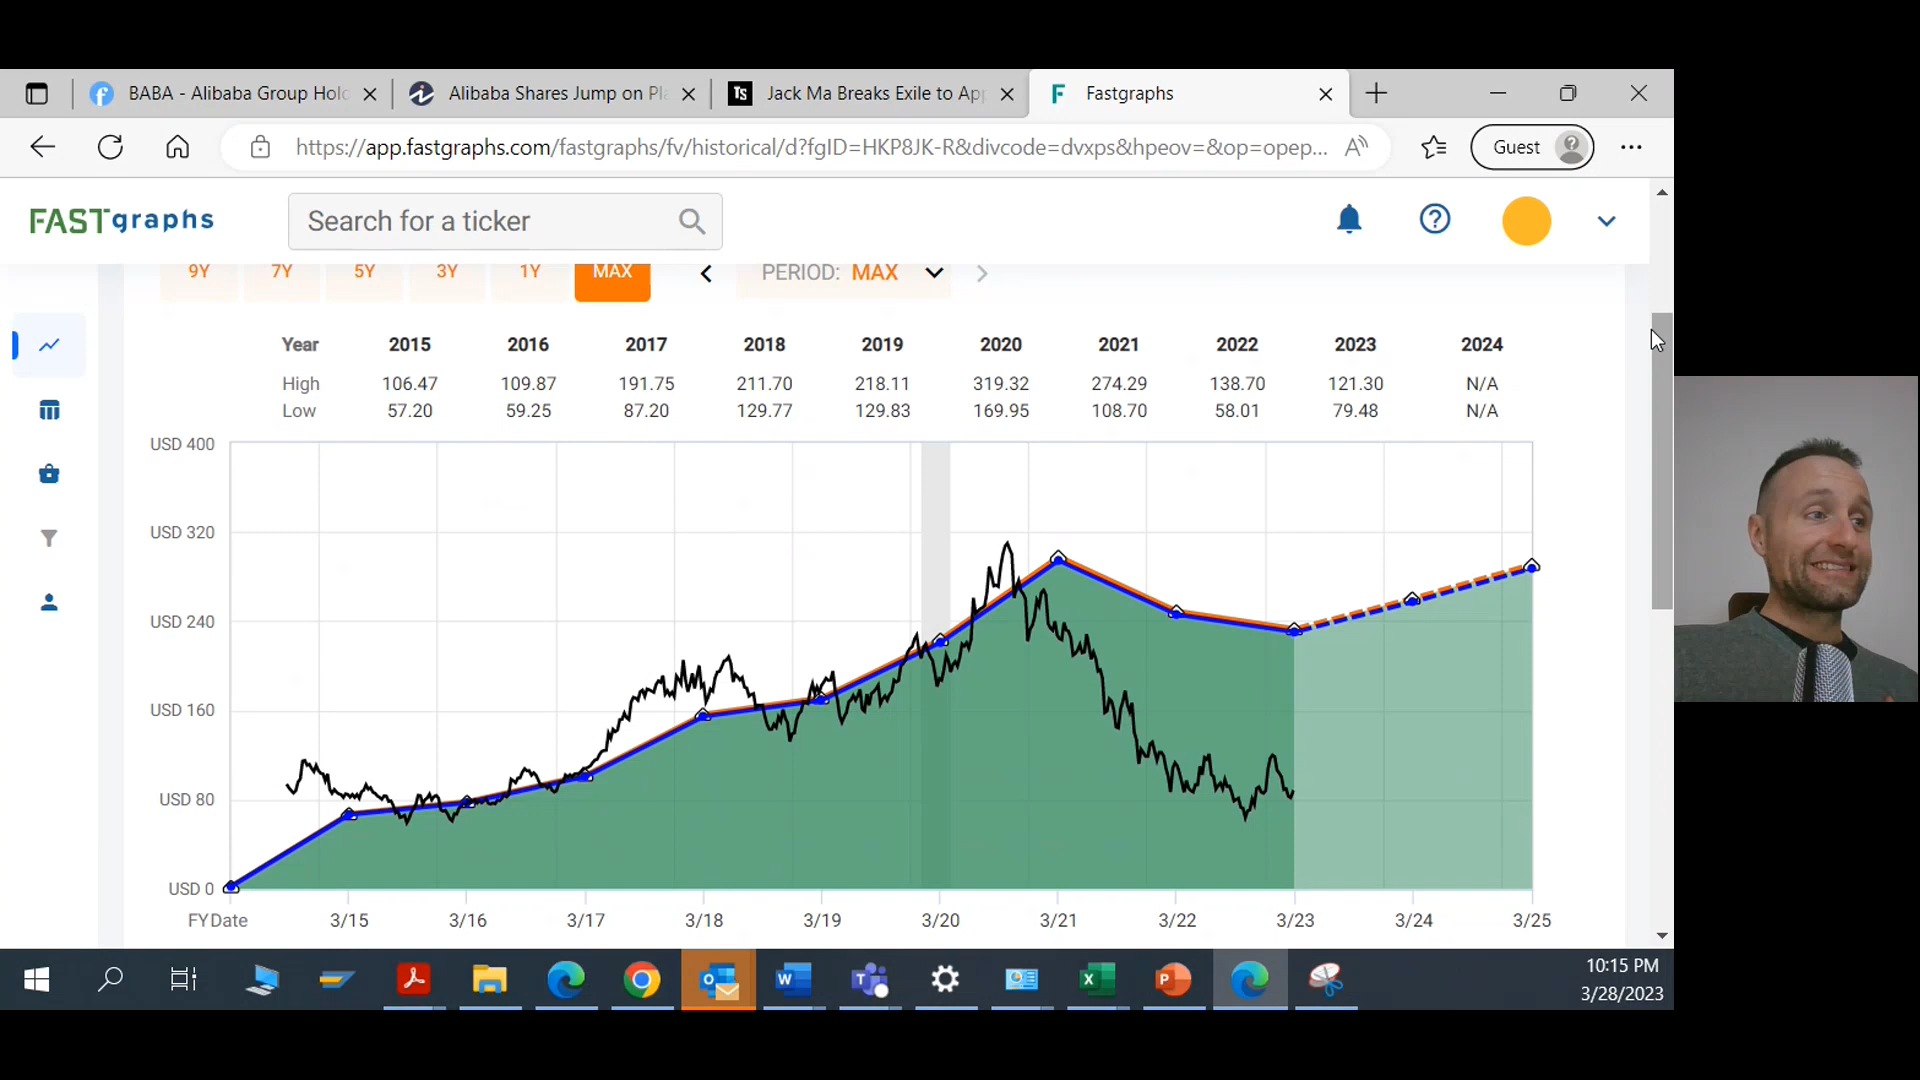 BABA - Alibaba Group Hol
Alibaba Shares Jump on Pl
Ts
Jack Ma Breaks Exile to Ap
F
Fastgraphs
https://app.fastgraphs.com/fastgraphs/fv/historical/d?fgID=HKP8JK-R&divcode=dvxps&hpeov=&op=opep...
Guest
FASTgraphs
Search for a ticker
9Y 7Y 5Y 3Y 1Y MAX PERIOD: MAX
Year 2015 2016 2017 2018 2019 2020 2021 2022 2023 2024
High 106.47 109.87 191.75 211.70 218.11 319.32 274.29 138.70 121.30 N/A
Low 57.20 59.25 87.20 129.77 129.83 169.95 108.70 58.01 79.48 N/A
USD 400
USD 320
USD 240
USD 160
USD 80
USD 0
FYDate 3/15 3/16 3/17 3/18 3/19 3/20 3/21 3/22 3/23 3/24 3/25
10:15 PM
3/28/2023